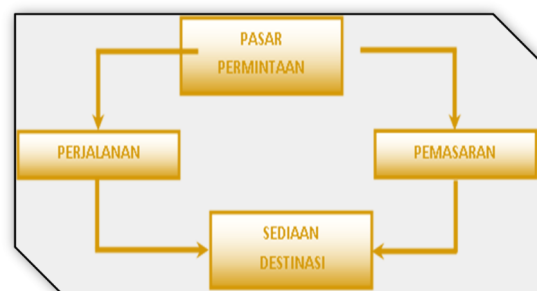 PASAR
PERMINTAAN
PERJALANAN
PEMASARAN
SEDIAAN
DESTINASI